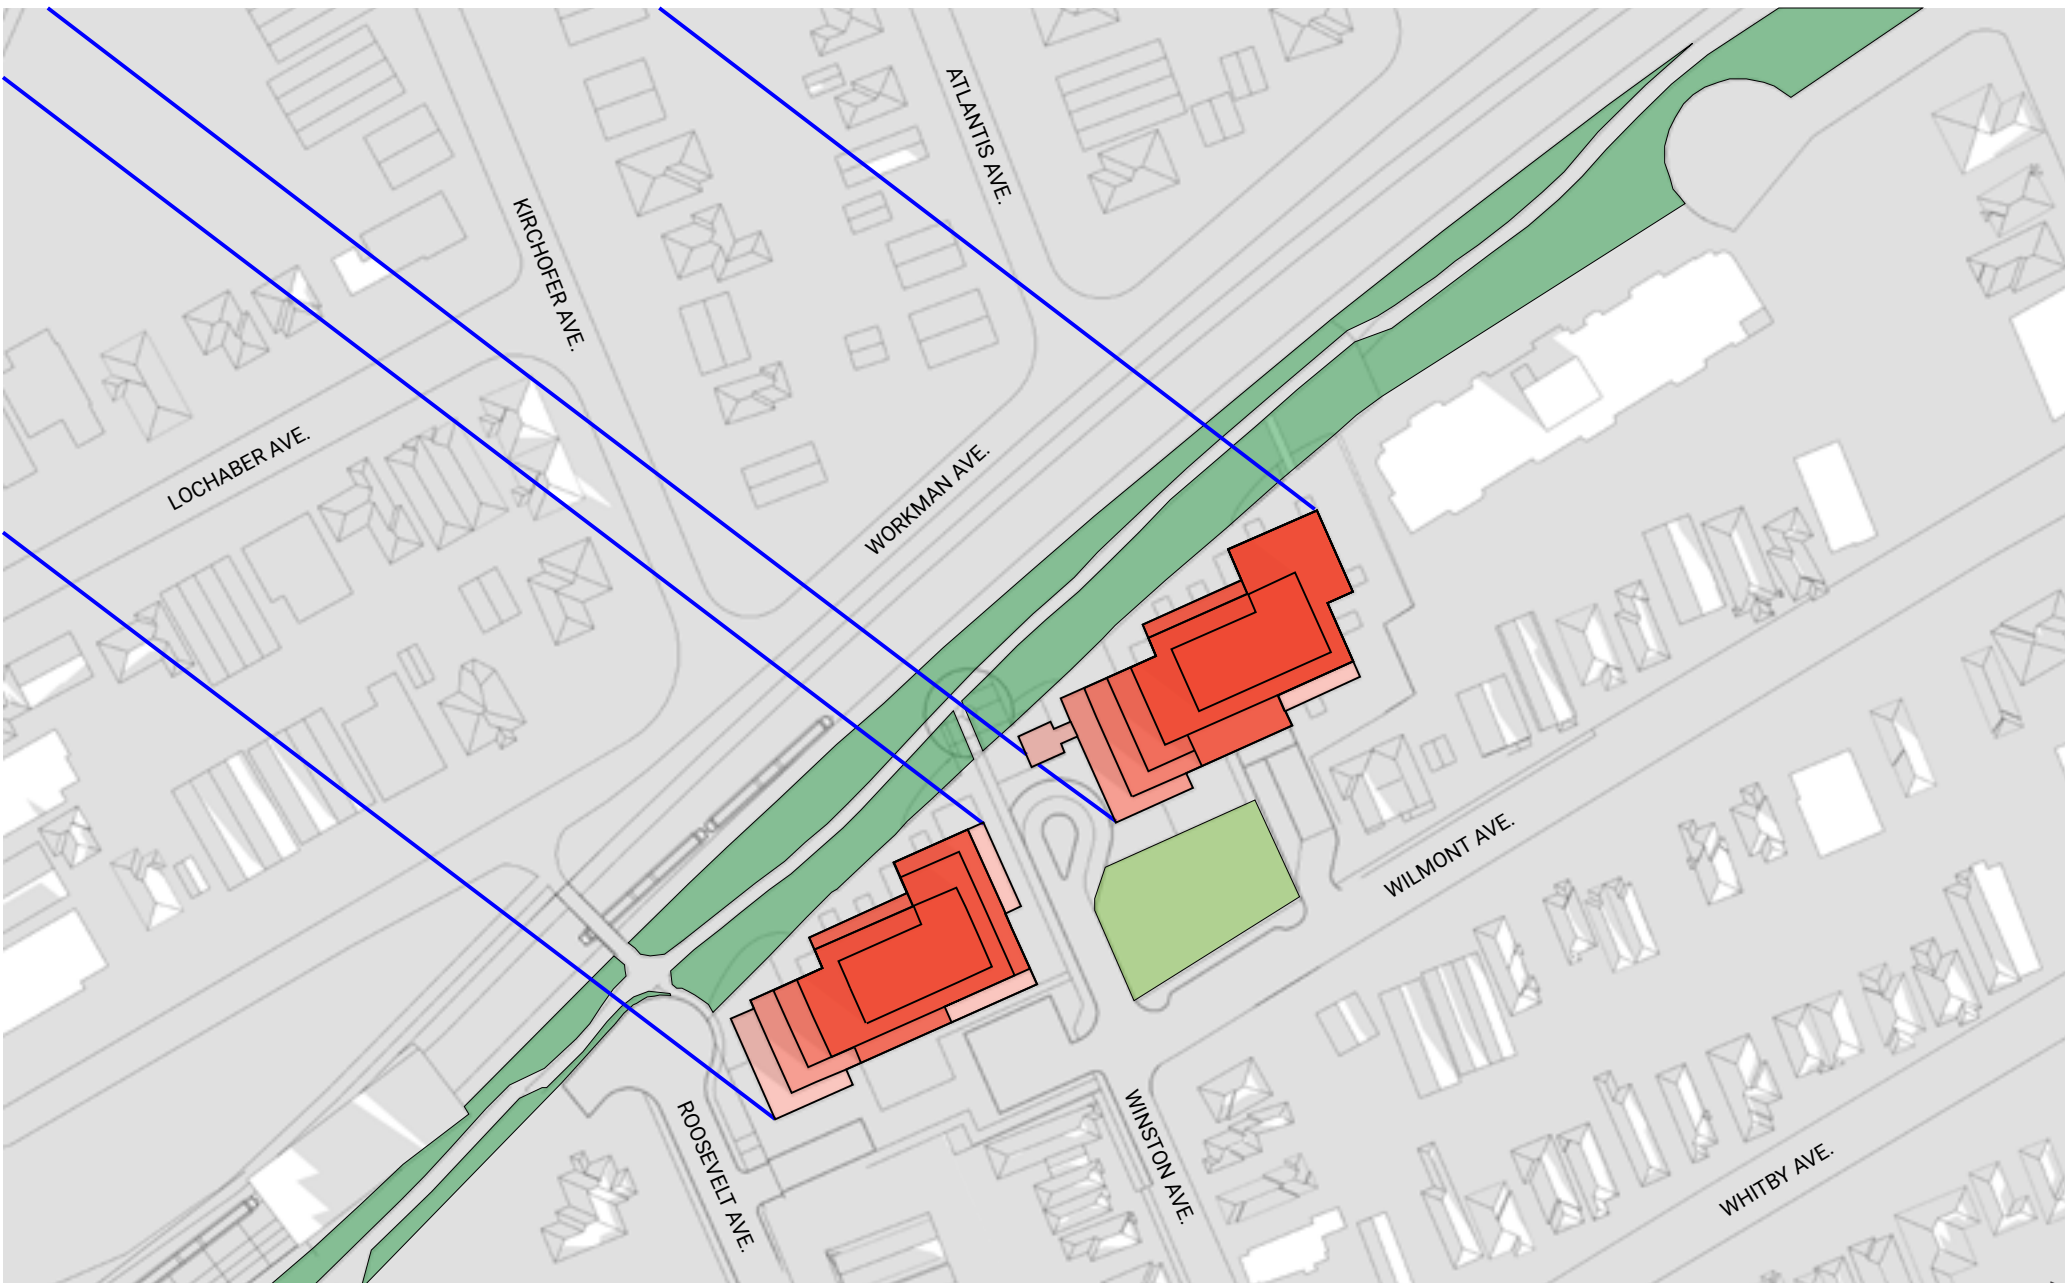 ATLANTIS AVE.
KIRCHOFER AVE.
LOCHABER AVE.
WORKMAN AVE.
WILMONT AVE.
ROOSEVELT AVE.
WINSTON AVE.
WHITBY AVE.